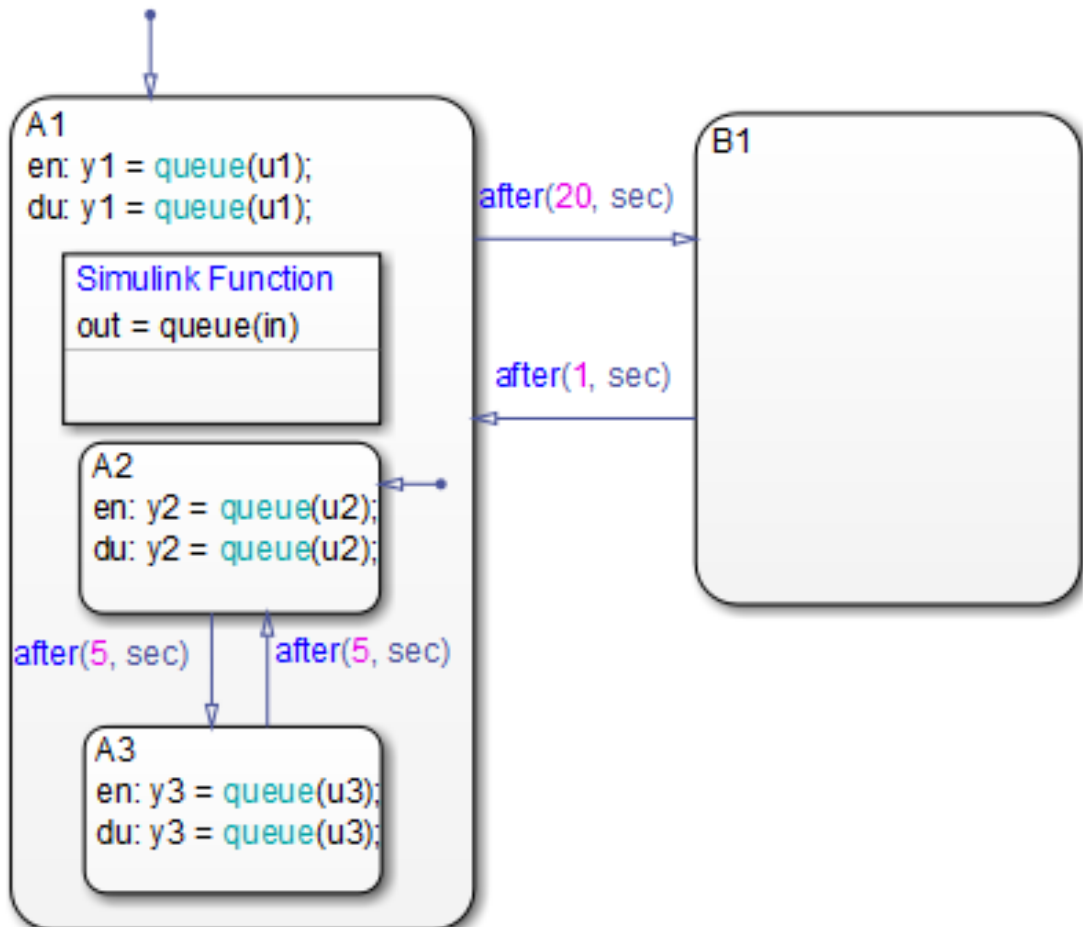 A1
en: y1 = queue(u1);
du: y1 = queue(u1);
Simulink Function
out = queue(in)
A2
en: y2 = queue(u2);
du: y2 = queue(u2);
after(5, sec)
after(5, sec)
A3
en: y3 = queue(u3);
du: y3 = queue(u3);
after(20, sec)
after(1, sec)
B1